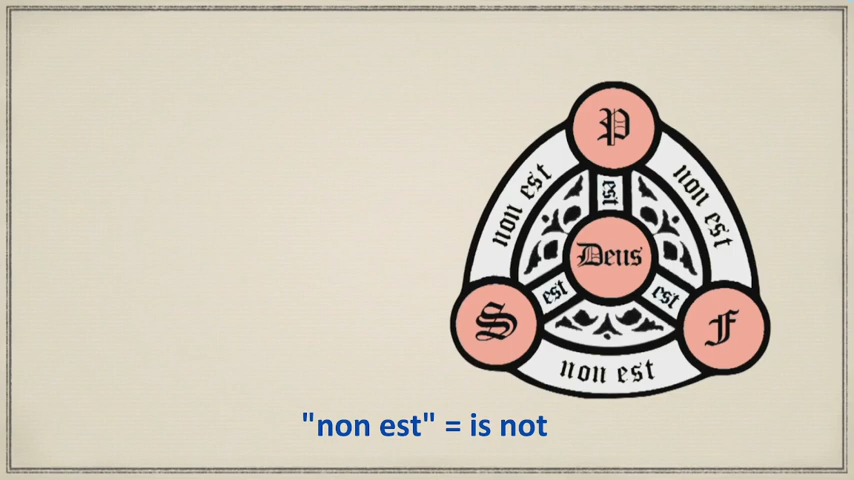 P
non est
non est
est
Deus
est
est
S
F
non est
"non est" = is not